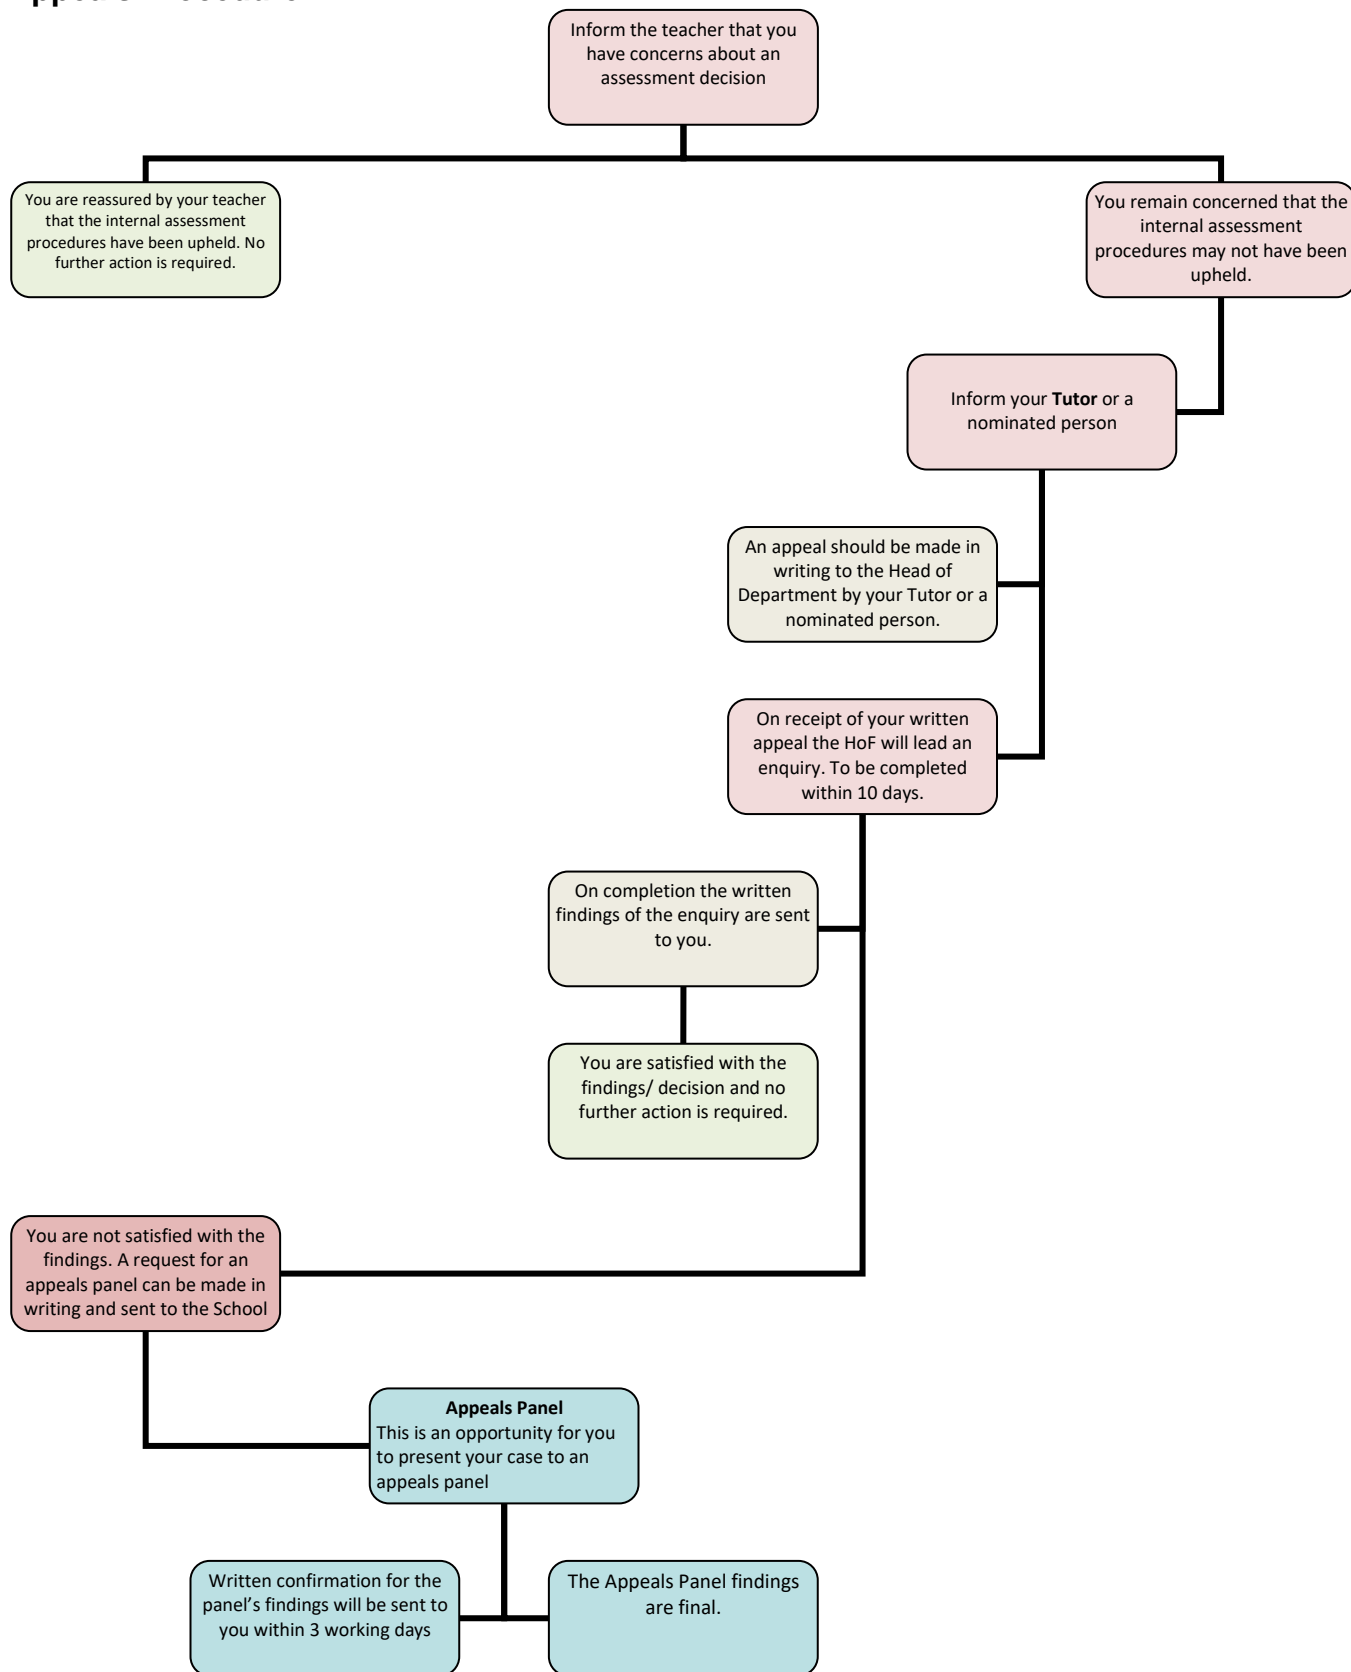 Inform the teacher that you
have concerns about an
assessment decision
You are reassured by your teacher
that the internal assessment
procedures have been upheld. No
further action is required.
You remain concerned that the
internal assessment
procedures may not have been
upheld.
Inform your Tutor or a
nominated person
An appeal should be made in
writing to the Head of
Department by your Tutor or a
nominated person.
On receipt of your written
appeal the HoF will lead an
enquiry. To be completed
within 10 days.
On completion the written
findings of the enquiry are sent
to you.
You are satisfied with the
findings/ decision and no
further action is required.
You are not satisfied with the
findings. A request for an
appeals panel can be made in
writing and sent to the School
Appeals Panel
This is an opportunity for you
to present your case to an
appeals panel
Written confirmation for the
panel’s findings will be sent to
you within 3 working days
The Appeals Panel findings
are final.